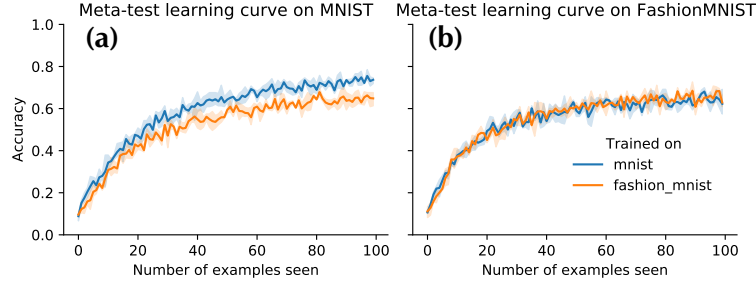 Meta-test learning curve on MNIST
(a)
1.0
0.8
0.6
0.4
0.2
0.0
Accuracy
0 20 40 60 80 100
Number of examples seen
Meta-test learning curve on FashionMNIST
(b)
Trained on
mnist
fashion_mnist
0 20 40 60 80 100
Number of examples seen